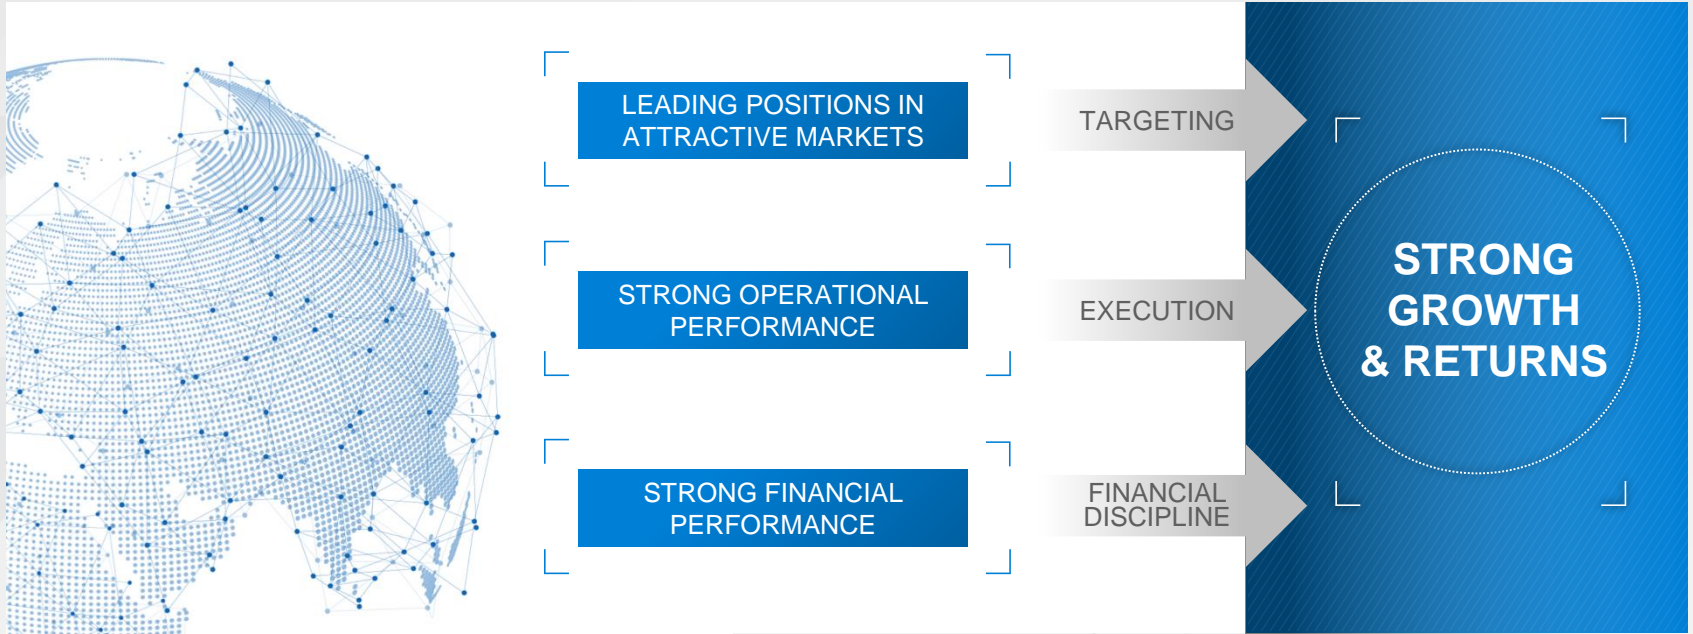 LEADING POSITIONS IN
ATTRACTIVE MARKETS
TARGETING
STRONG OPERATIONAL
PERFORMANCE
EXECUTION
STRONG FINANCIAL
PERFORMANCE
FINANCIAL
DISCIPLINE
STRONG
GROWTH
& RETURNS